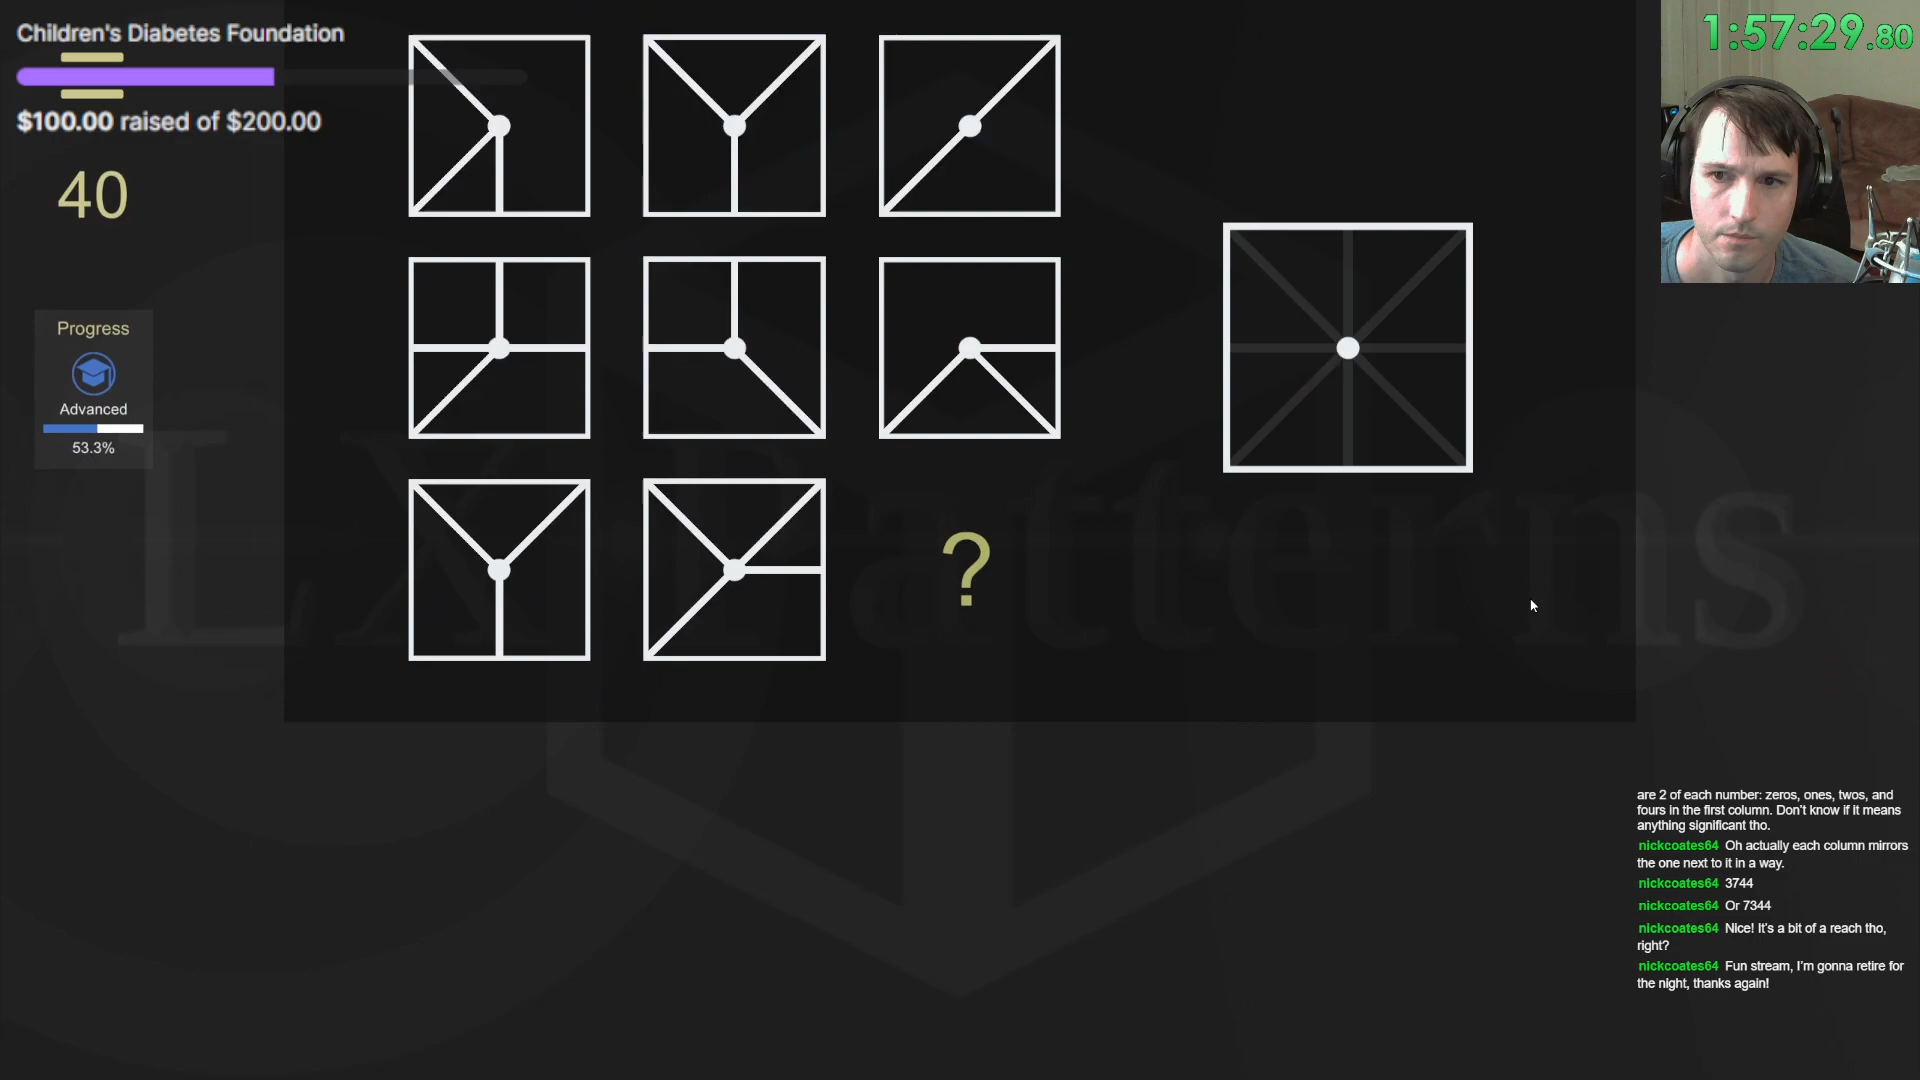 Children's Diabetes Foundation
$100.00 raised of $200.00
40
Progress
Advanced
53.3%
?
LX Patterns
1:57:29.80
are 2 of each number: zeros, ones, twos, and
fours in the first column. Don't know if it means
anything significant tho.
nickcoates64 Oh actually each column mirrors
the one next to it in a way.
nickcoates64 3744
nickcoates64 Or 7344
nickcoates64 Nice! It's a bit of a reach tho,
right?
nickcoates64 Fun stream, I'm gonna retire for
the night, thanks again!